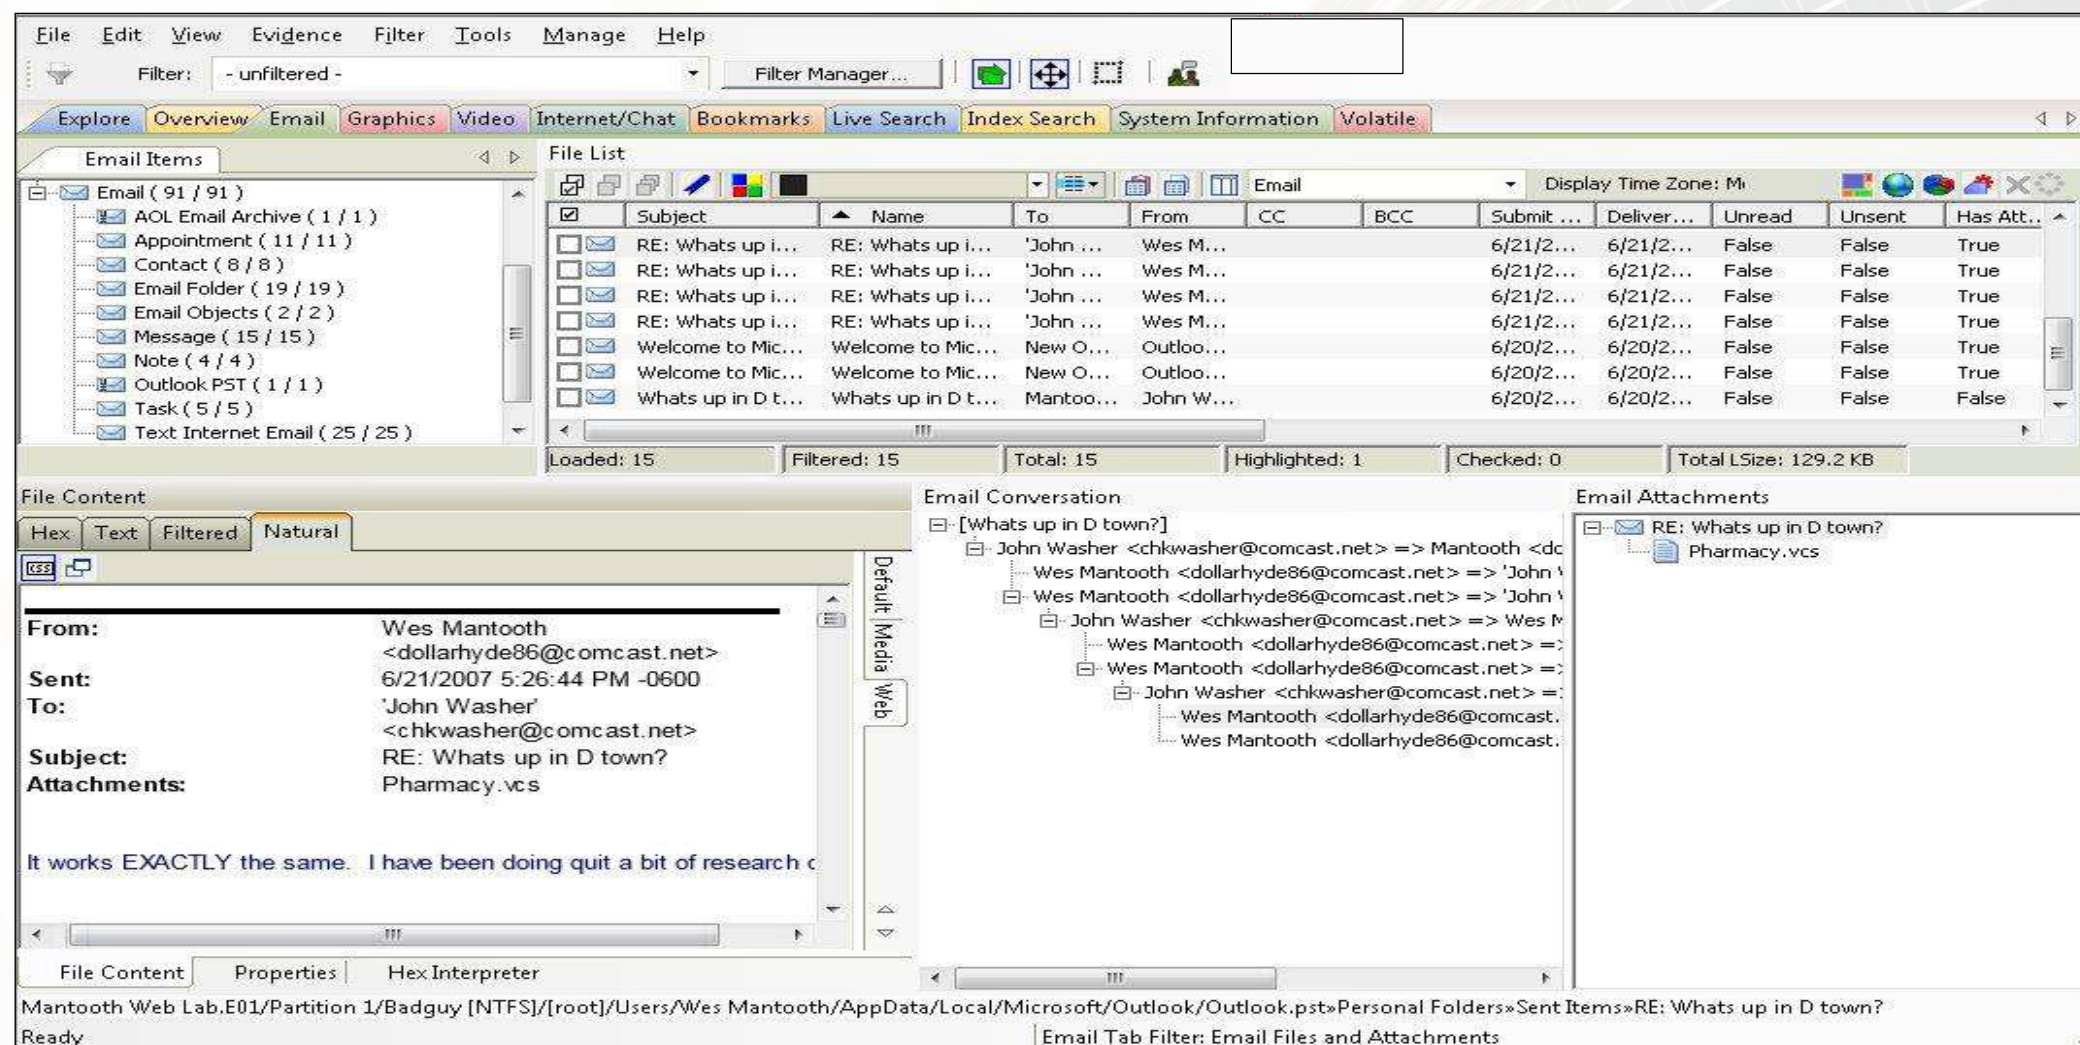 File Edit View Evidence Filter Tools Manage Help
Filter: - unfiltered - Filter Manager...
Explore Overview Email Graphics Video Internet/Chat Bookmarks Live Search Index Search System Information Volatile
Email Items
Email ( 91 / 91 )
AOL Email Archive ( 1 / 1 )
Appointment ( 11 / 11 )
Contact ( 8 / 8 )
Email Folder ( 19 / 19 )
Email Objects ( 2 / 2 )
Message ( 15 / 15 )
Note ( 4 / 4 )
Outlook PST ( 1 / 1 )
Task ( 5 / 5 )
Text Internet Email ( 25 / 25 )
File List
Email Display Time Zone: M
Subject Name To From CC BCC Submit ... Deliver... Unread Unsent Has Att...
RE: Whats up i... RE: Whats up i... 'John ... Wes M... 6/21/2... 6/21/2... False False True
RE: Whats up i... RE: Whats up i... 'John ... Wes M... 6/21/2... 6/21/2... False False True
RE: Whats up i... RE: Whats up i... 'John ... Wes M... 6/21/2... 6/21/2... False False True
RE: Whats up i... RE: Whats up i... 'John ... Wes M... 6/21/2... 6/21/2... False False True
Welcome to Mic... Welcome to Mic... New O... Outloo... 6/20/2... 6/20/2... False False True
Welcome to Mic... Welcome to Mic... New O... Outloo... 6/20/2... 6/20/2... False False True
Whats up in D t... Whats up in D t... Mantoo... John W... 6/20/2... 6/20/2... False False False
Loaded: 15 Filtered: 15 Total: 15 Highlighted: 1 Checked: 0 Total LSize: 129.2 KB
File Content
Hex Text Filtered Natural
css
From: Wes Mantooth
<dollarhyde86@comcast.net>
Sent: 6/21/2007 5:26:44 PM -0600
To: 'John Washer'
<chkwasher@comcast.net>
Subject: RE: Whats up in D town?
Attachments: Pharmacy.vcs
It works EXACTLY the same. I have been doing quit a bit of research
Default Media Web
File Content Properties Hex Interpreter
Email Conversation
[Whats up in D town?]
John Washer <chkwasher@comcast.net> => Mantooth <dc
Wes Mantooth <dollarhyde86@comcast.net> => 'John
Wes Mantooth <dollarhyde86@comcast.net> => 'John
John Washer <chkwasher@comcast.net> => Wes M
Wes Mantooth <dollarhyde86@comcast.net> =>
Wes Mantooth <dollarhyde86@comcast.net> =>
John Washer <chkwasher@comcast.net> =>
Wes Mantooth <dollarhyde86@comcast.
Wes Mantooth <dollarhyde86@comcast.
Email Attachments
RE: Whats up in D town?
Pharmacy.vcs
Mantooth Web Lab.E01/Partition 1/Badguy [NTFS]/[root]/Users/Wes Mantooth/AppData/Local/Microsoft/Outlook/Outlook.pst»Personal Folders»Sent Items»RE: Whats up in D town?
Ready Email Tab Filter: Email Files and Attachments